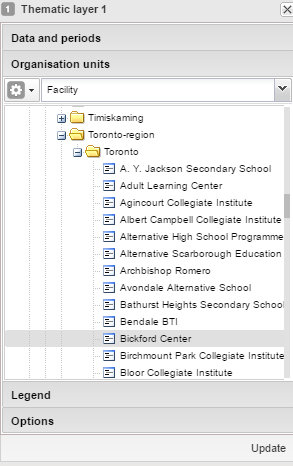 1 Thematic layer 1
Data and periods
Organisation units
Facility
Timiskaming
Toronto-region
Toronto
A. Y. Jackson Secondary School
Adult Learning Center
Agincourt Collegiate Institute
Albert Campbell Collegiate Institute
Alternative High School Programme
Alternative Scarborough Education
Archbishop Romero
Avondale Alternative School
Bathurst Heights Secondary School
Bendale BTI
Bickford Center
Birchmount Park Collegiate Institute
Bloor Collegiate Institute
Legend
Options
Update